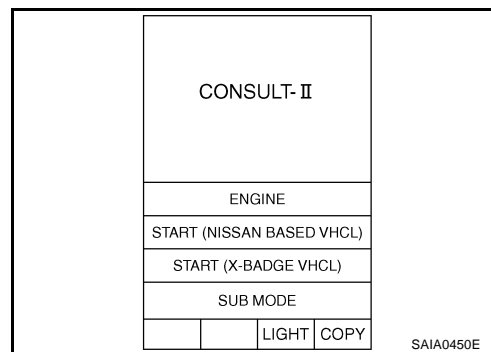 CONSULT-II
ENGINE
START (NISSAN BASED VHCL)
START (X-BADGE VHCL)
SUB MODE
LIGHT COPY
SAIA0450E